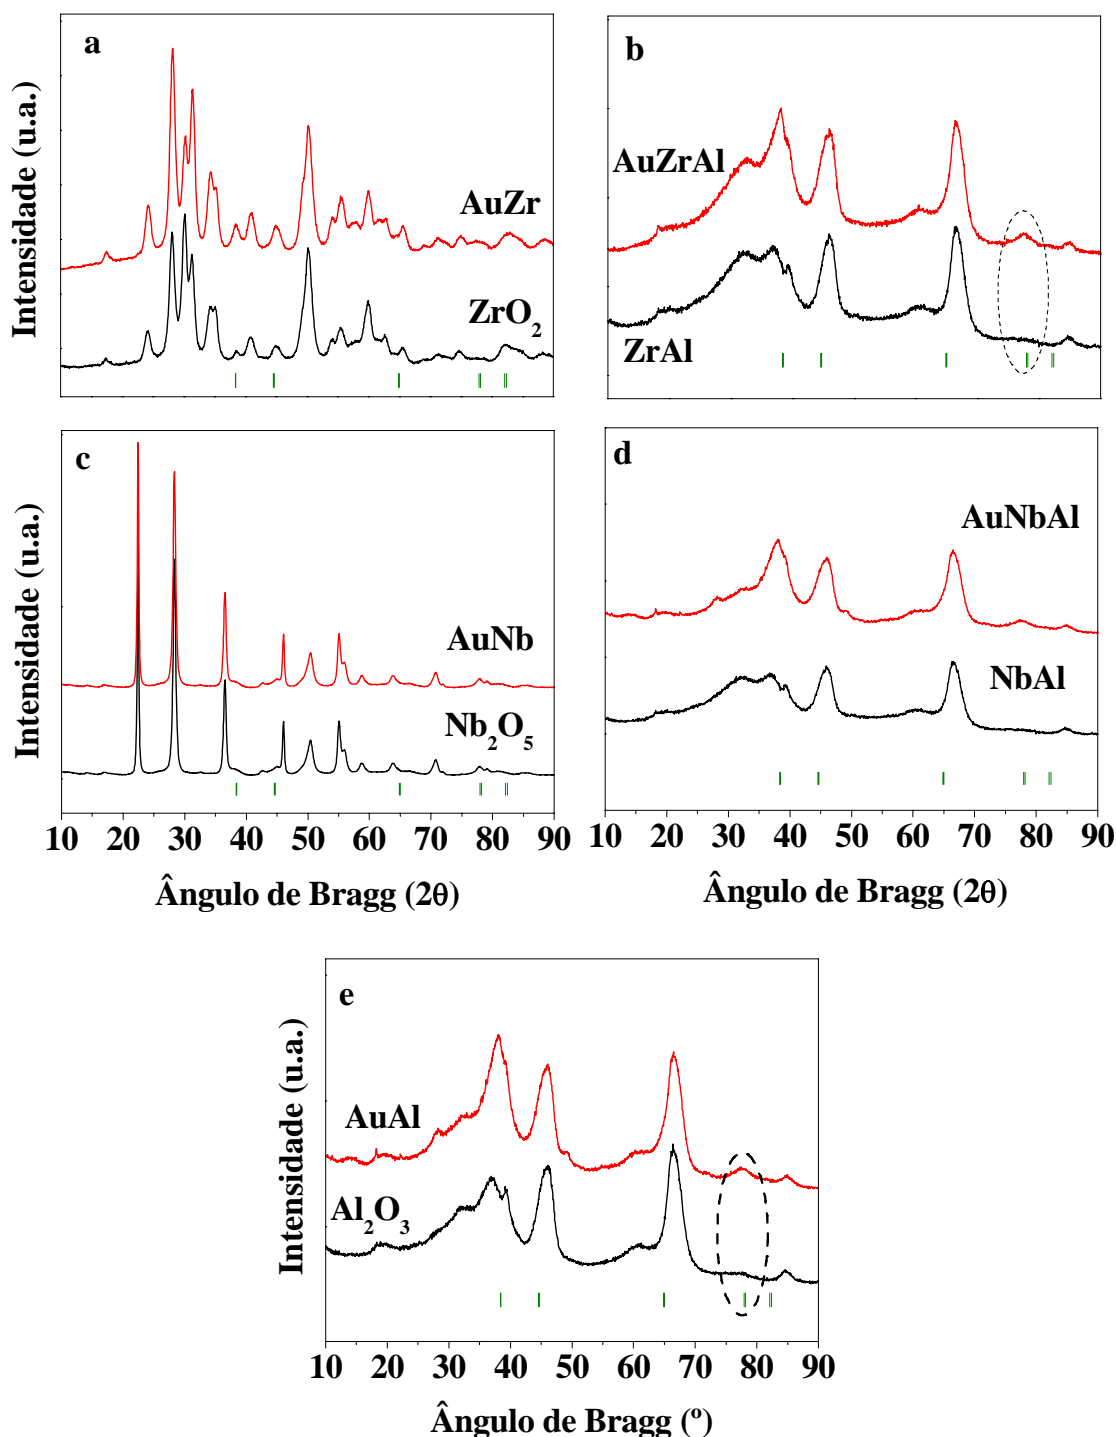 a
AuZr
ZrO₂
Intensidade (u.a.)
b
AuZrAl
ZrAl
c
AuNb
Nb₂O₅
Intensidade (u.a.)
10 20 30 40 50 60 70 80 90
Ângulo de Bragg (2θ)
d
AuNbAl
NbAl
10 20 30 40 50 60 70 80 90
Ângulo de Bragg (2θ)
e
AuAl
Al₂O₃
Intensidade (u.a.)
10 20 30 40 50 60 70 80 90
Ângulo de Bragg (º)